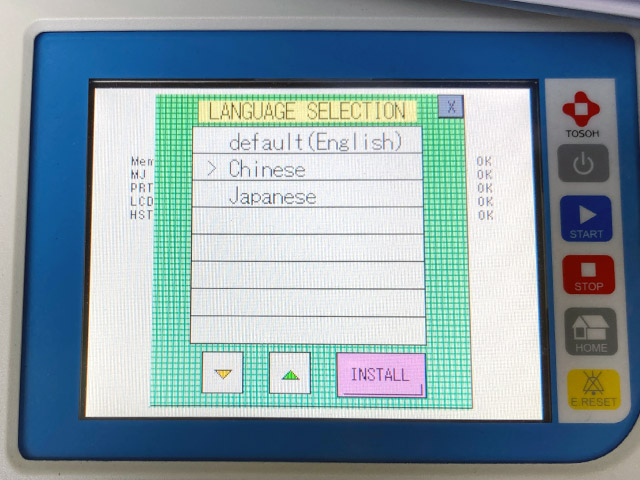 LANGUAGE SELECTION
X
default(English)
> Chinese
Japanese
MJ
PRT
LCD
HST
OK
OK
OK
OK
OK
INSTALL
TOSOH
START
STOP
HOME
E.RESET